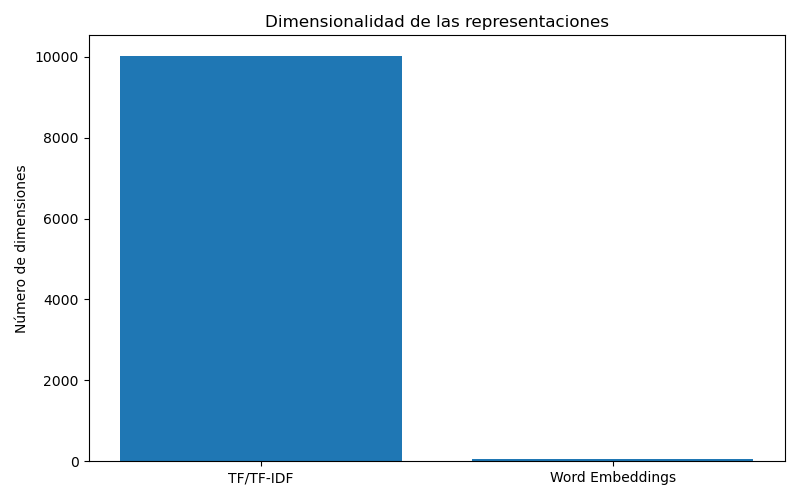 Dimensionalidad de las representaciones
Número de dimensiones
10000
8000
6000
4000
2000
0
TF/TF-IDF
Word Embeddings